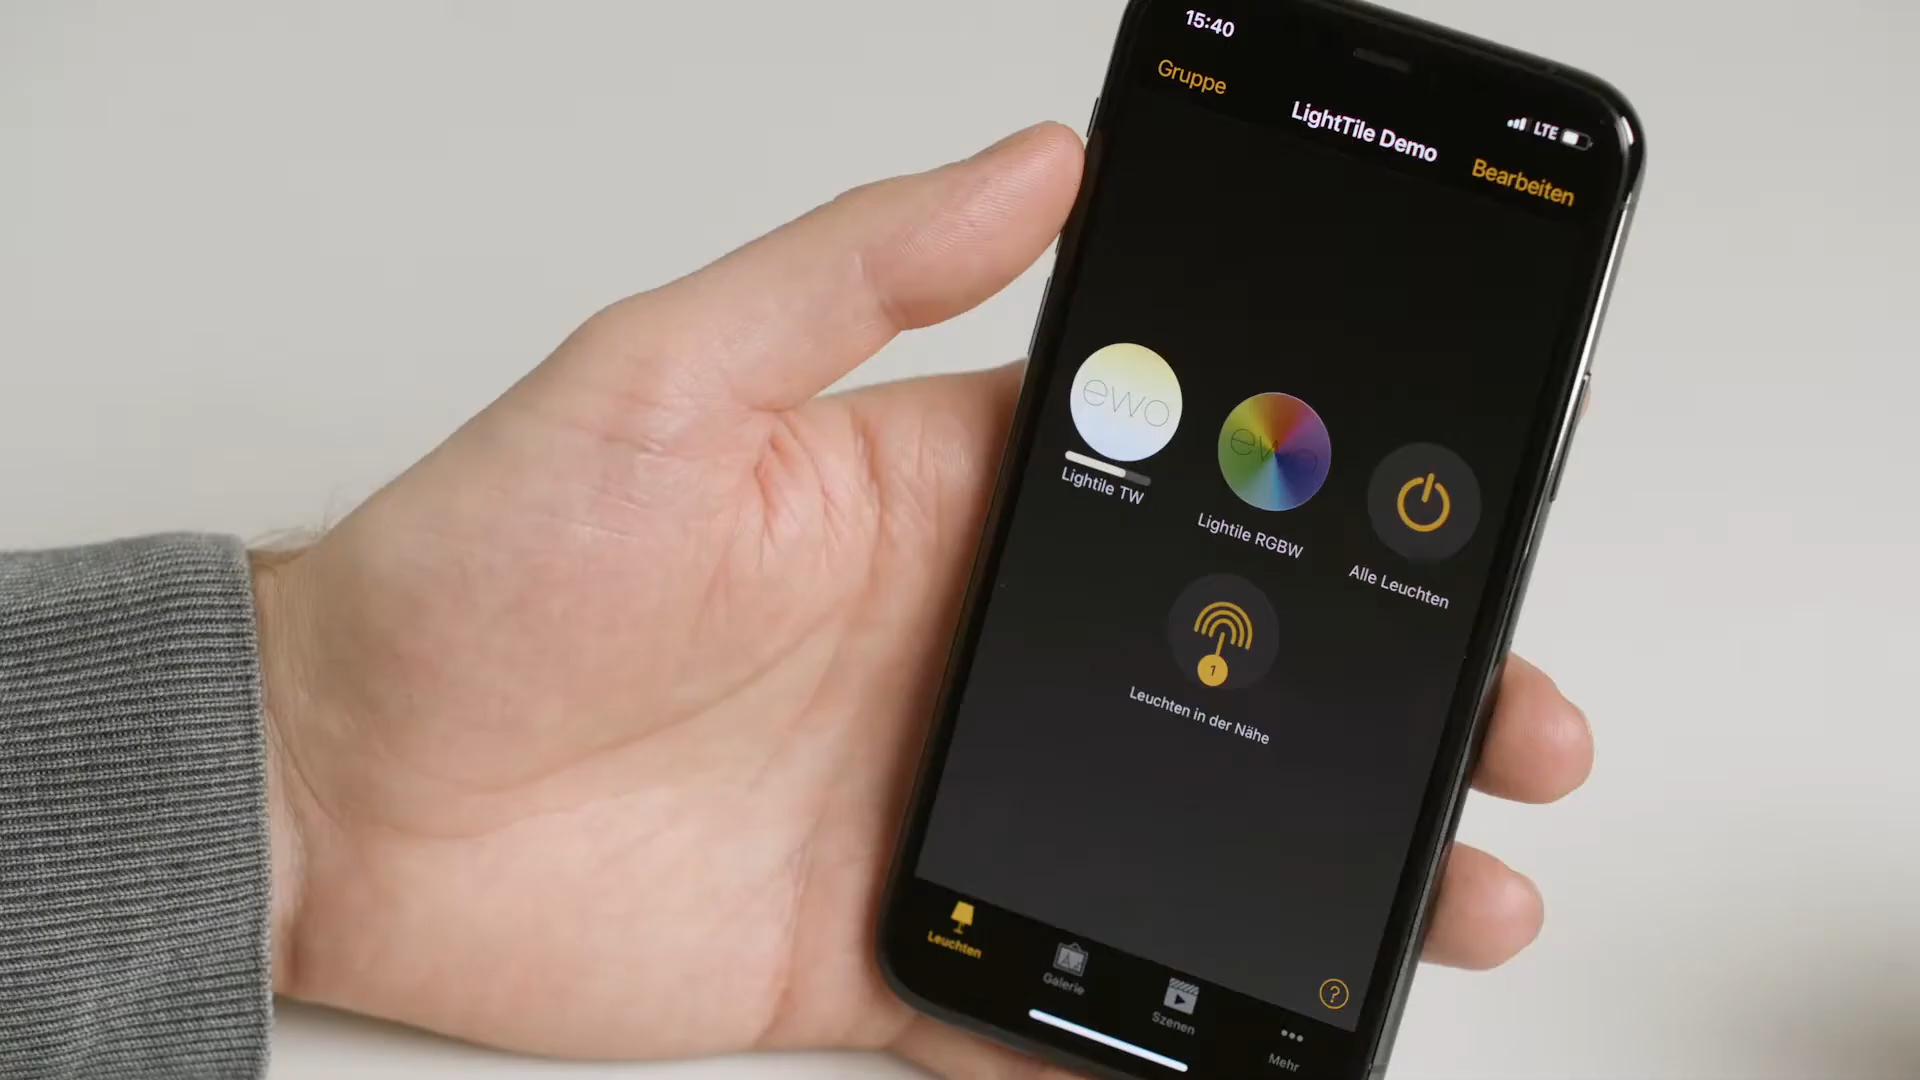 15:40
LTE
Gruppe
LightTile Demo
Bearbeiten
ewo
Lightile TW
ewo
Lightile RGBW
Alle Leuchten
1
Leuchten in der Nähe
Leuchten
Galerie
Szenen
?
Mehr